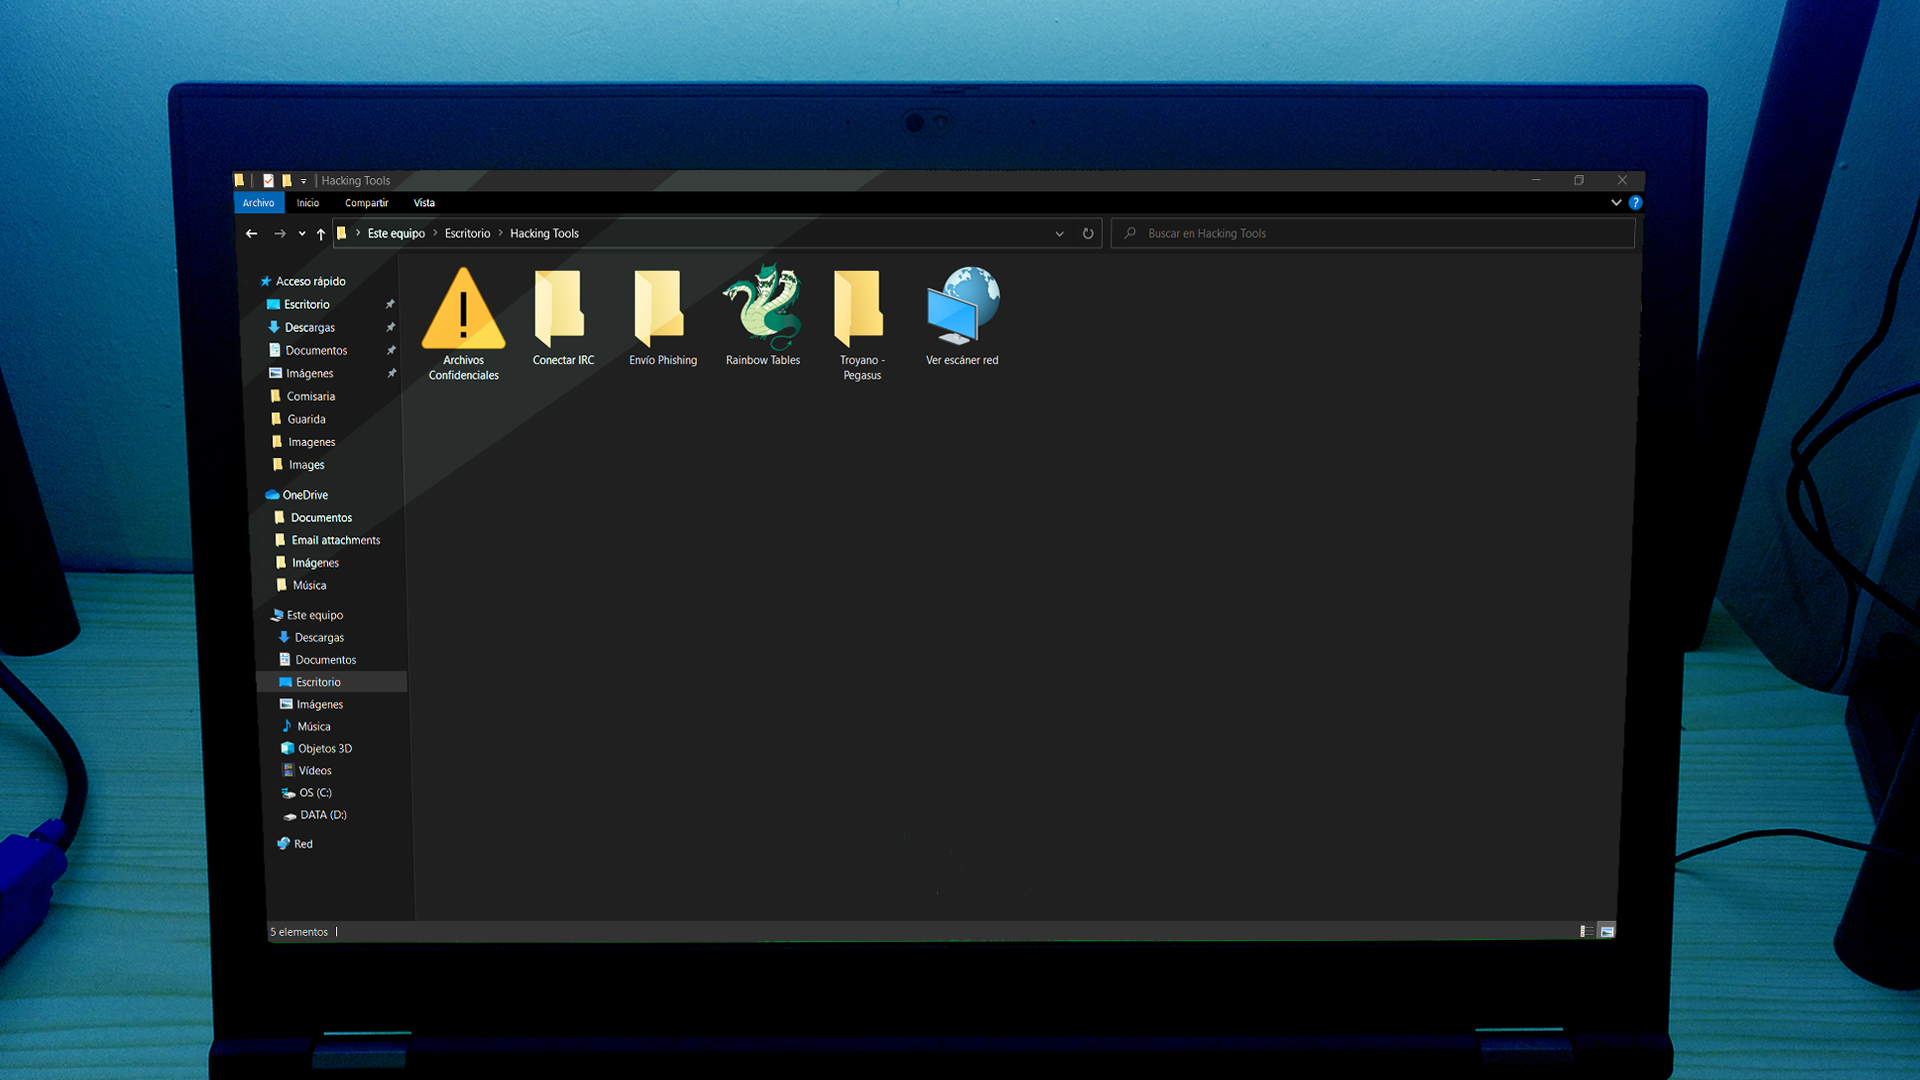 Hacking Tools
Archivo Inicio Compartir Vista
Este equipo Escritorio Hacking Tools
Buscar en Hacking Tools
Acceso rápido
Escritorio
Descargas
Documentos
Imágenes
Comisaria
Guarida
Imagenes
Images
OneDrive
Documentos
Email attachments
Imágenes
Música
Este equipo
Descargas
Documentos
Escritorio
Imágenes
Música
Objetos 3D
Vídeos
OS (C:)
DATA (D:)
Red
Archivos
Confidenciales
Conectar IRC
Envío Phishing
Rainbow Tables
Troyano -
Pegasus
Ver escáner red
5 elementos